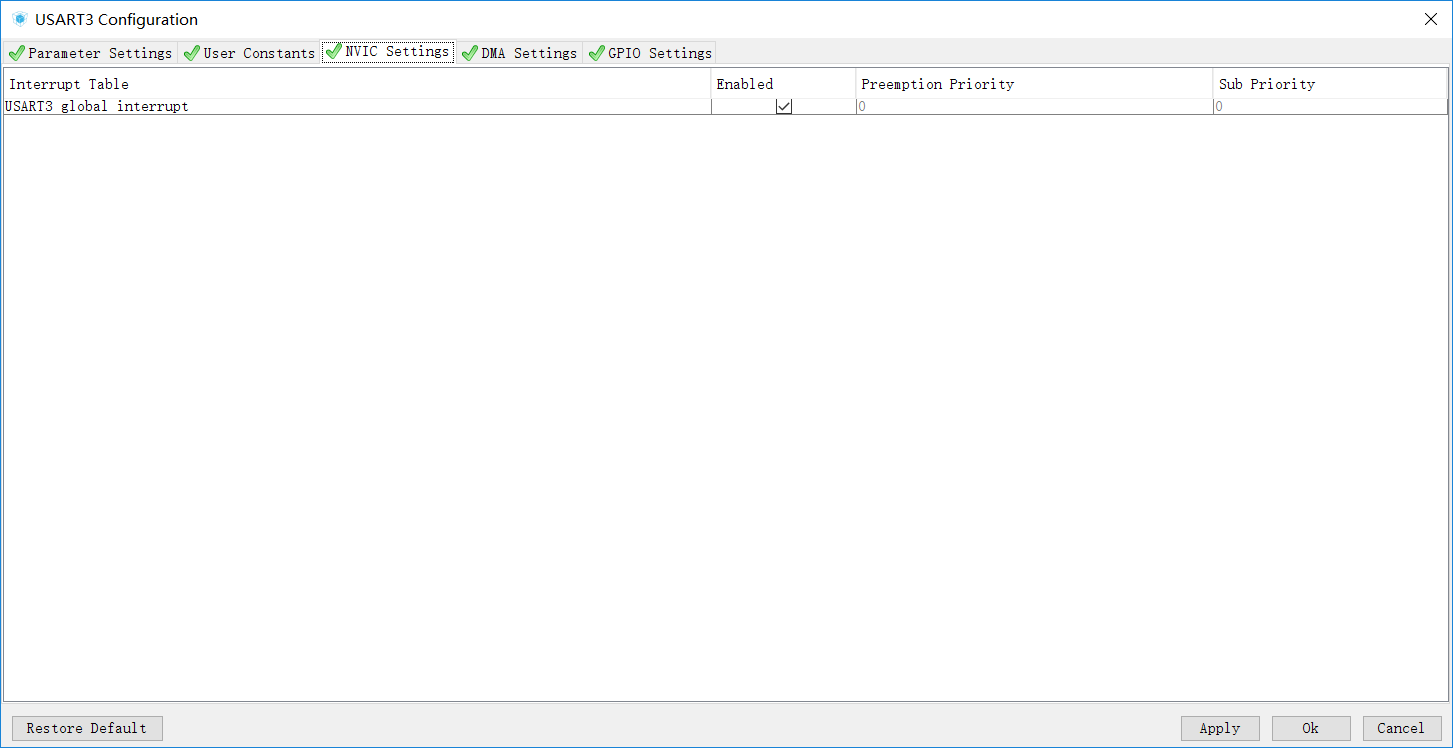 USART3 Configuration
Parameter Settings User Constants NVIC Settings DMA Settings GPIO Settings
Interrupt Table Enabled Preemption Priority Sub Priority
USART3 global interrupt 0 0
Restore Default Apply Ok Cancel